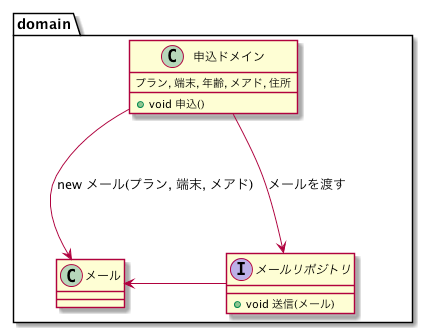 domain
C 申込ドメイン
プラン, 端末, 年齢, メアド, 住所
void 申込()
new メール(プラン, 端末, メアド)
メールを渡す
C メール
I メールリポジトリ
void 送信(メール)